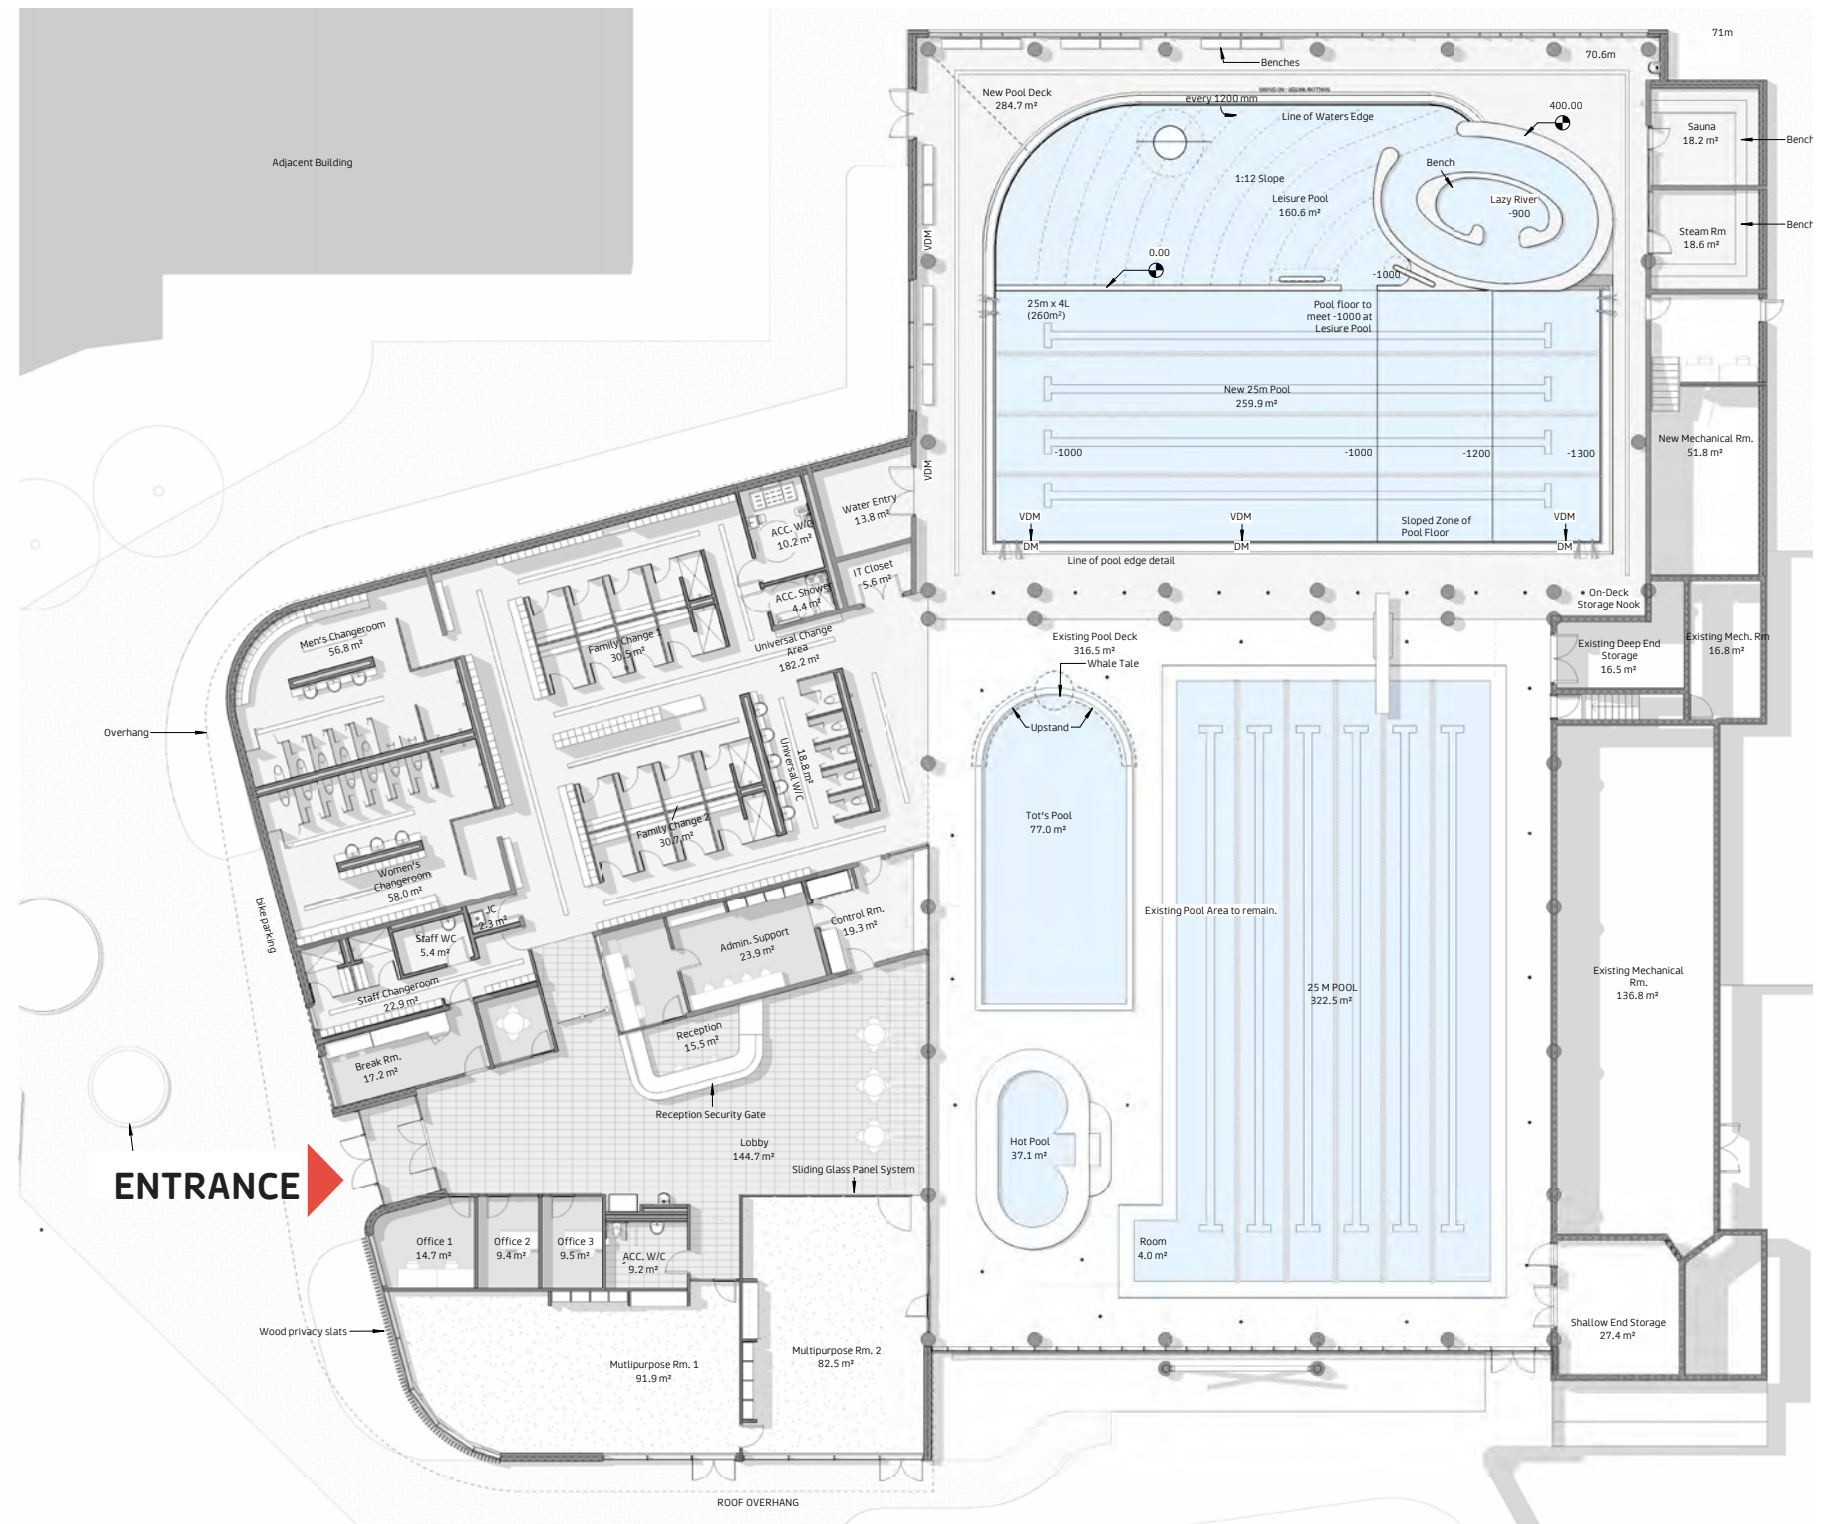 71m
70.6m
Benches
New Pool Deck
284.7 m²
every 1200 mm
Line of Waters Edge
400.00
Sauna
18.2 m²
Bench
Adjacent Building
Bench
1:12 Slope
Leisure Pool
160.6 m²
Lazy River
-900
Steam Rm
18.6 m²
Bench
VDM
0.00
-1000
25m x 4L
(260m²)
Pool floor to
meet -1000 at
Lesiure Pool
New 25m Pool
259.9 m²
New Mechanical Rm.
51.8 m²
-1000
-1000
-1200
-1300
VDM
Water Entry
13.8 m²
ACC. W/C
10.2 m²
VDM
DM
VDM
DM
VDM
DM
Sloped Zone of
Pool Floor
Line of pool edge detail
IT Closet
5.6 m²
ACC. Shower
4.4 m²
On-Deck
Storage Nook
Men's Changeroom
56.8 m²
Family Change 1
30.5 m²
Universal Change
Area
182.2 m²
Existing Pool Deck
316.5 m²
Whale Tale
Existing Deep End
Storage
16.5 m²
Existing Mech. Rm
16.8 m²
Upstand
Overhang
Universal W/C
18.8 m²
Tot's Pool
77.0 m²
Family Change 2
30.7 m²
Women's
Changeroom
58.0 m²
bike parking
JC
2.3 m²
Staff WC
5.4 m²
Control Rm.
19.3 m²
Admin. Support
23.9 m²
Existing Pool Area to remain.
Staff Changeroom
22.9 m²
25 M POOL
322.5 m²
Existing Mechanical
Rm.
136.8 m²
Reception
15.5 m²
Break Rm.
17.2 m²
Reception Security Gate
Lobby
144.7 m²
Hot Pool
37.1 m²
Sliding Glass Panel System
ENTRANCE
Office 1
14.7 m²
Office 2
9.4 m²
Office 3
9.5 m²
ACC. W/C
9.2 m²
Room
4.0 m²
Wood privacy slats
Mutlipurpose Rm. 1
91.9 m²
Multipurpose Rm. 2
82.5 m²
Shallow End Storage
27.4 m²
ROOF OVERHANG